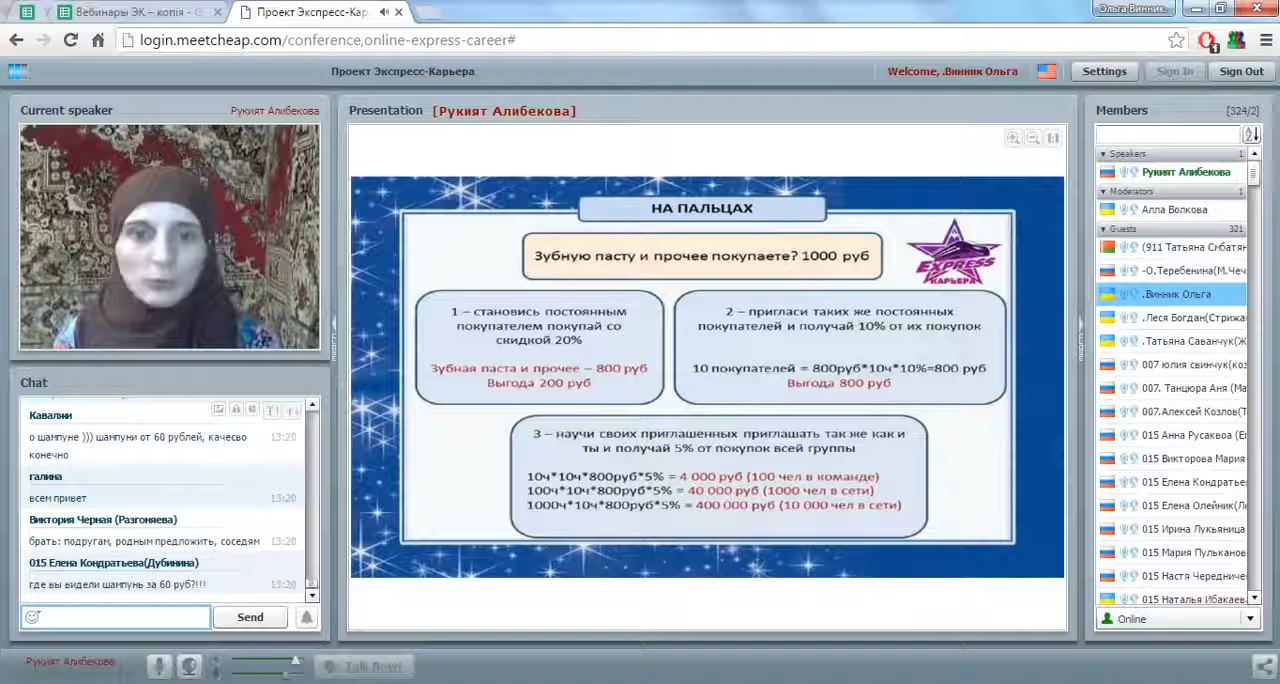 Вебинары ЭК – копія - G
Проект Экспресс-Кар
Ольга Винник.
login.meetcheap.com/conference,online-express-career#
Проект Экспресс-Карьера
Welcome, .Винник Ольга
Settings
Sign In
Sign Out
Current speaker
Рукият Алибекова
Presentation
[Рукият Алибекова]
1:1
НА ПАЛЬЦАХ
Зубную пасту и прочее покупаете? 1000 руб
EXPRESS
КАРЬЕРА
1 – становись постоянным
покупателем покупай со
скидкой 20%
Зубная паста и прочее – 800 руб
Выгода 200 руб
2 – пригласи таких же постоянных
покупателей и получай 10% от их покупок
10 покупателей = 800руб*10ч*10%=800 руб
Выгода 800 руб
3 – научи своих приглашенных приглашать так же как и
ты и получай 5% от покупок всей группы
10ч*10ч*800руб*5% = 4 000 руб (100 чел в команде)
100ч*10ч*800руб*5% = 40 000 руб (1000 чел в сети)
1000ч*10ч*800руб*5% = 400 000 руб (10 000 чел в сети)
Members
[324/2]
Speakers 1
Рукият Алибекова
Moderators 1
Алла Волкова
Guests 321
(911 Татьяна Снбатян
-О.Теребенина(М.Чеч
.Винник Ольга
.Леся Богдан(Стрижа
.Татьяна Саванчук(Ж
007 юлия свинчук(коз
007. Танцюра Аня (Ма
007.Алексей Козлов(Т
015 Анна Русаквоа (Ег
015 Викторова Мария
015 Елена Кондратье
015 Елена Олейник(Ле
015 Ирина Лукьяница
015 Мария Пульканов
015 Настя Чередниче
015 Наталья Ибакаев
Online
Chat
Кавалжи
о шампуне ))) шампуни от 60 рублей, качесво 13:20
конечно
галина
всем привет 13:20
Виктория Черная (Разгоняева)
брать: подругам, родным предложить, соседям 13:20
015 Елена Кондратьева(Дубинина)
где вы видели шампунь за 60 руб?!!! 13:20
Send
Рукият Алибекова
Talk Now!